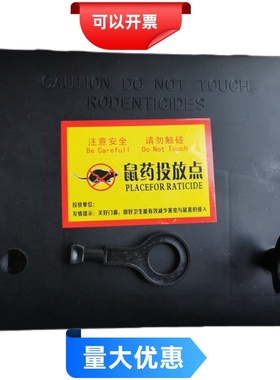 可以开票
CAUTION DO NOT TOUCH
RODENTICIDES
注意安全 请勿触碰
Be Carefull Do Not Touch
鼠药投放点
PLACEFOR RATICIDE
投放单位:
友情提示:关好门窗,做好卫生能有效减少害虫与鼠害的侵入
量大优惠